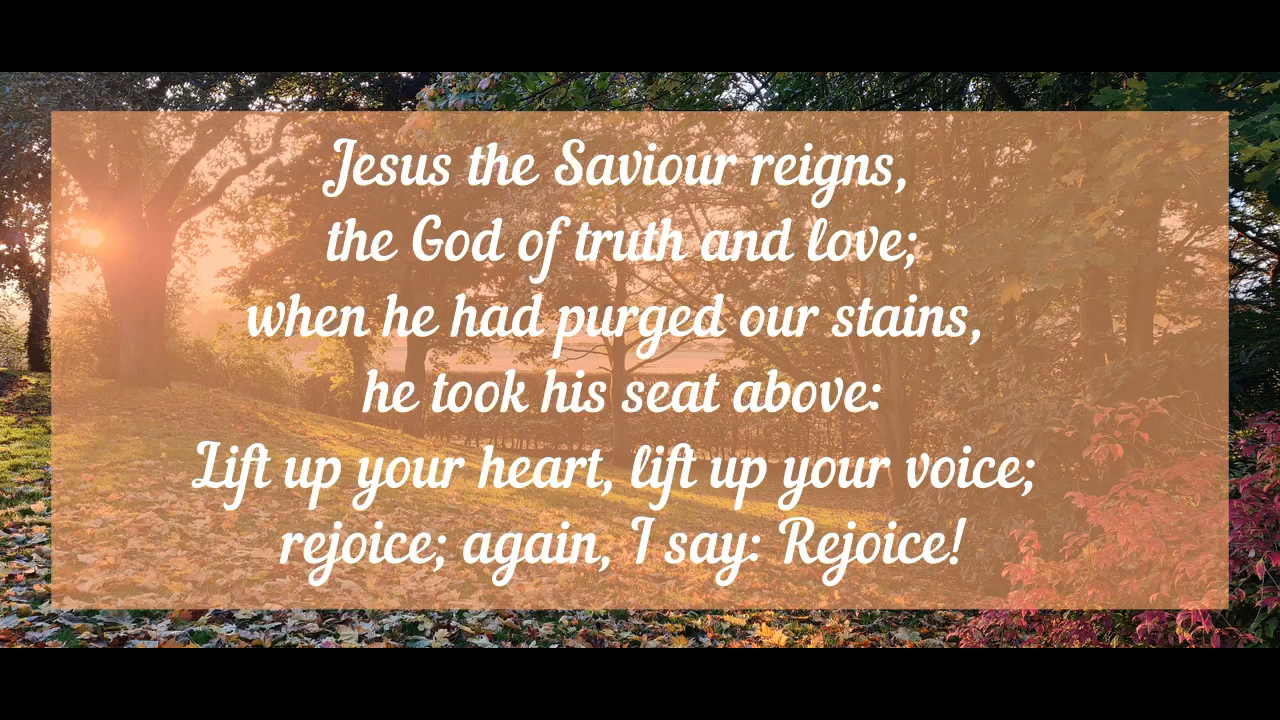 Jesus the Saviour reigns,
the God of truth and love;
when he had purged our stains,
he took his seat above:
Lift up your heart, lift up your voice;
rejoice; again, I say: Rejoice!